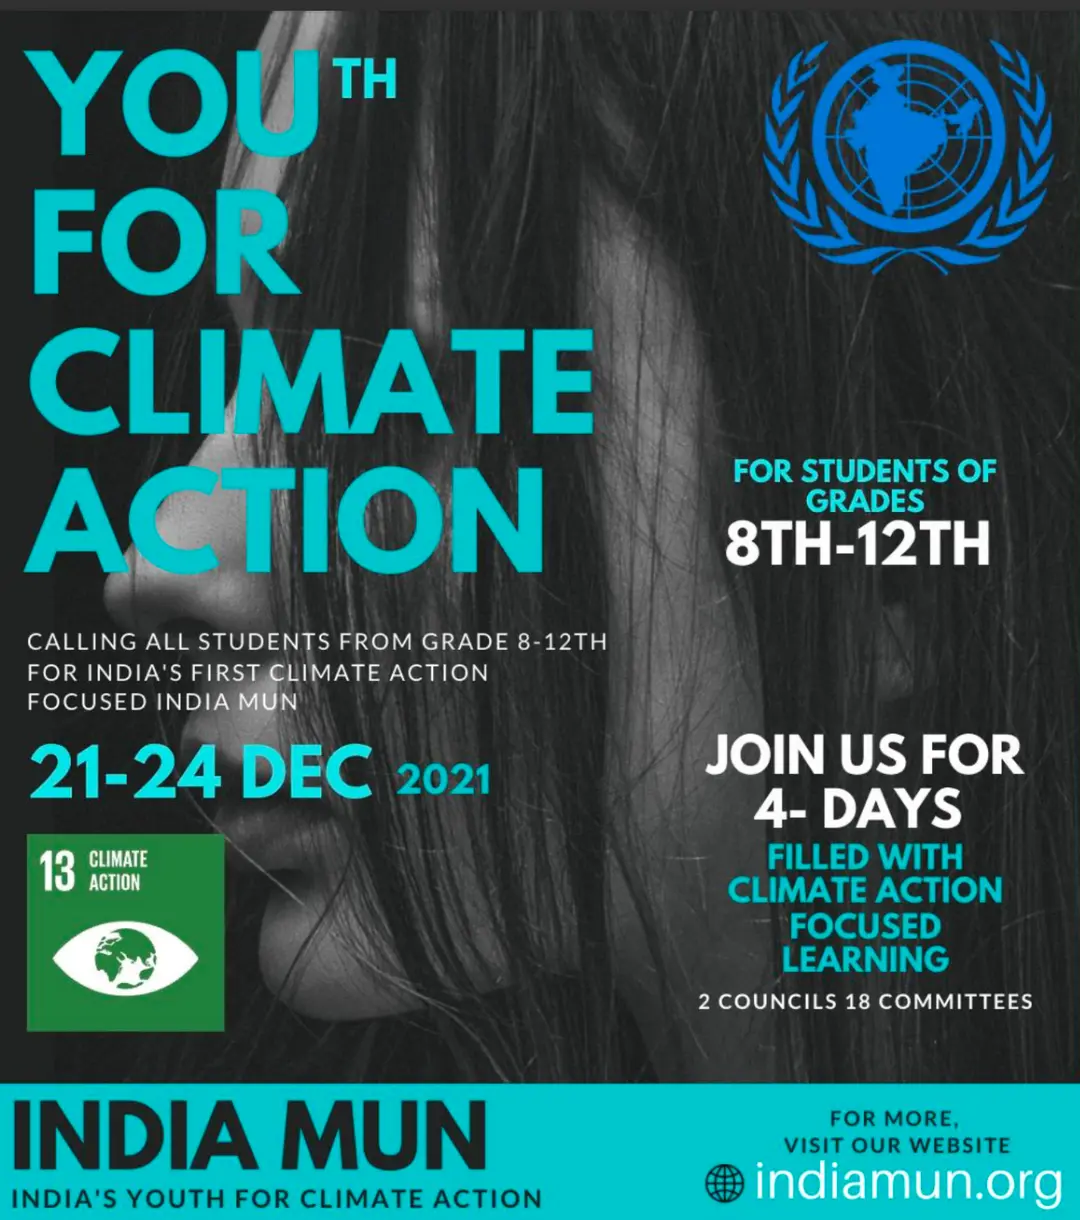 YOUTH
FOR
CLIMATE
ACTION
CALLING ALL STUDENTS FROM GRADE 8-12TH
FOR INDIA'S FIRST CLIMATE ACTION
FOCUSED INDIA MUN
21-24 DEC 2021
13 CLIMATE
ACTION
FOR STUDENTS OF
GRADES
8TH-12TH
JOIN US FOR
4- DAYS
FILLED WITH
CLIMATE ACTION
FOCUSED
LEARNING
2 COUNCILS 18 COMMITTEES
INDIA MUN
INDIA'S YOUTH FOR CLIMATE ACTION
FOR MORE,
VISIT OUR WEBSITE
indiamun.org